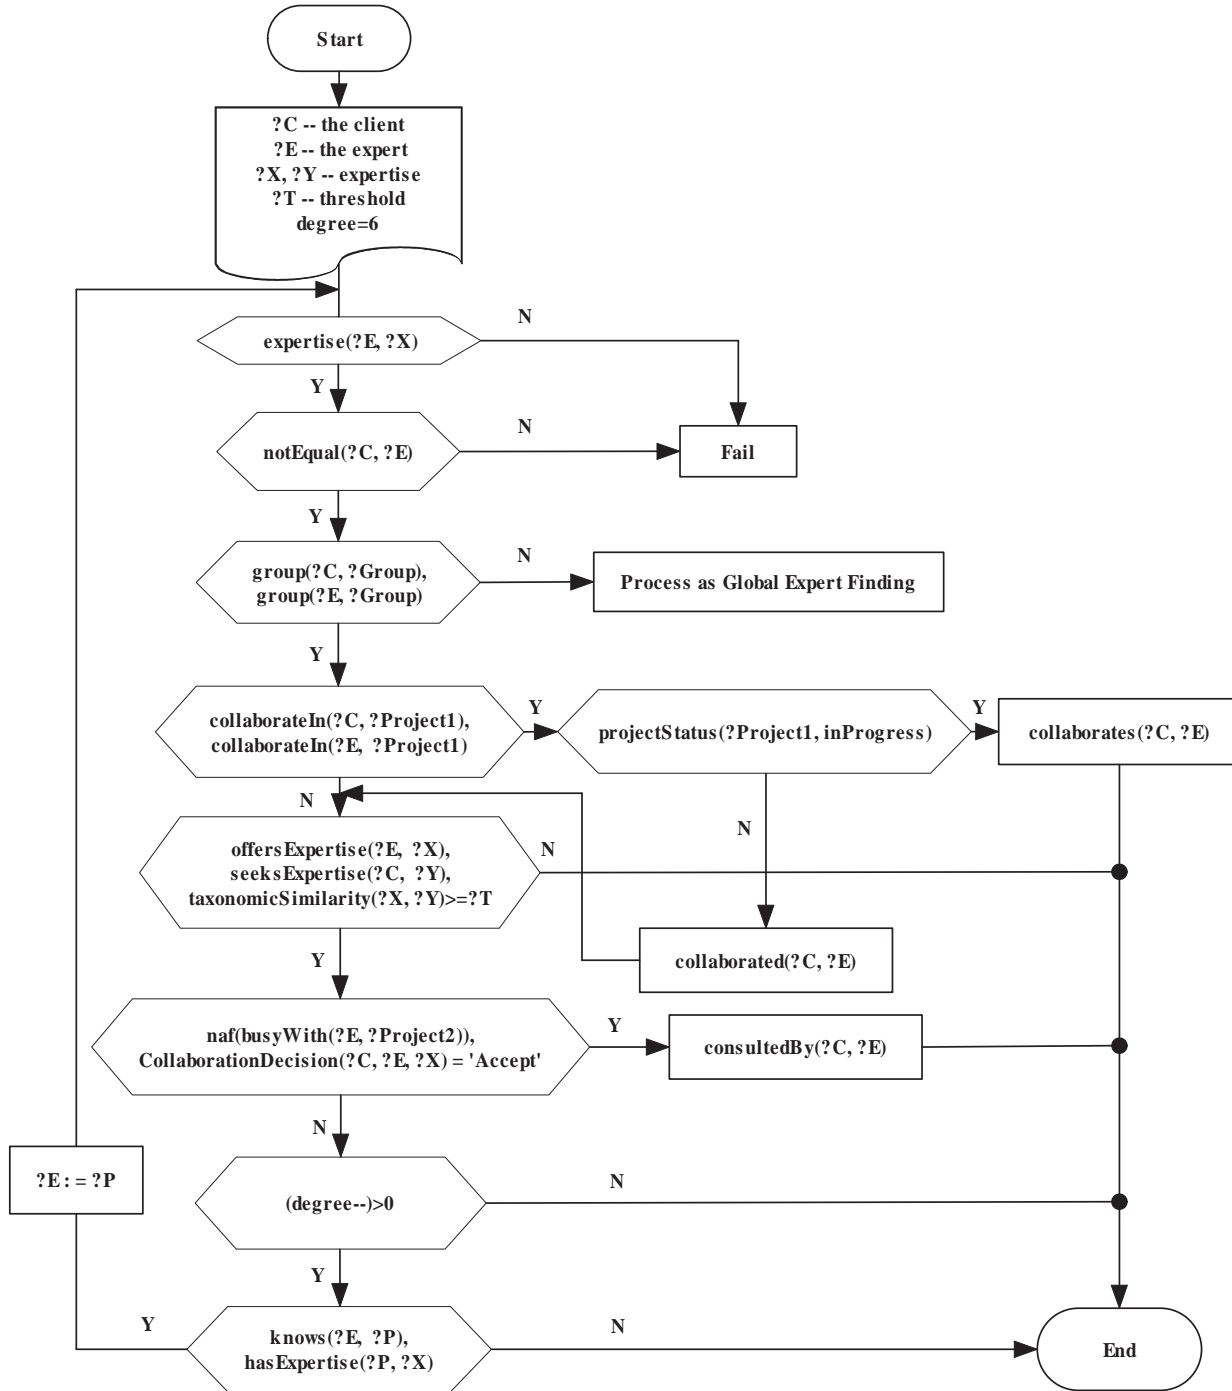 Start
?C -- the client
?E -- the expert
?X, ?Y -- expertise
?T -- threshold
degree=6
expertise(?E, ?X)
N
Y
notEqual(?C, ?E)
N
Fail
Y
group(?C, ?Group),
group(?E, ?Group)
N
Process as Global Expert Finding
Y
collaborateIn(?C, ?Project1),
collaborateIn(?E, ?Project1)
Y
projectStatus(?Project1, inProgress)
Y
collaborates(?C, ?E)
N
N
offersExpertise(?E, ?X),
seeksExpertise(?C, ?Y),
taxonomicSimilarity(?X, ?Y)>=?T
N
collaborated(?C, ?E)
Y
naf(busyWith(?E, ?Project2)),
CollaborationDecision(?C, ?E, ?X) = 'Accept'
Y
consultedBy(?C, ?E)
N
?E: = ?P
(degree--)>0
N
Y
knows(?E, ?P),
hasExpertise(?P, ?X)
Y
N
End